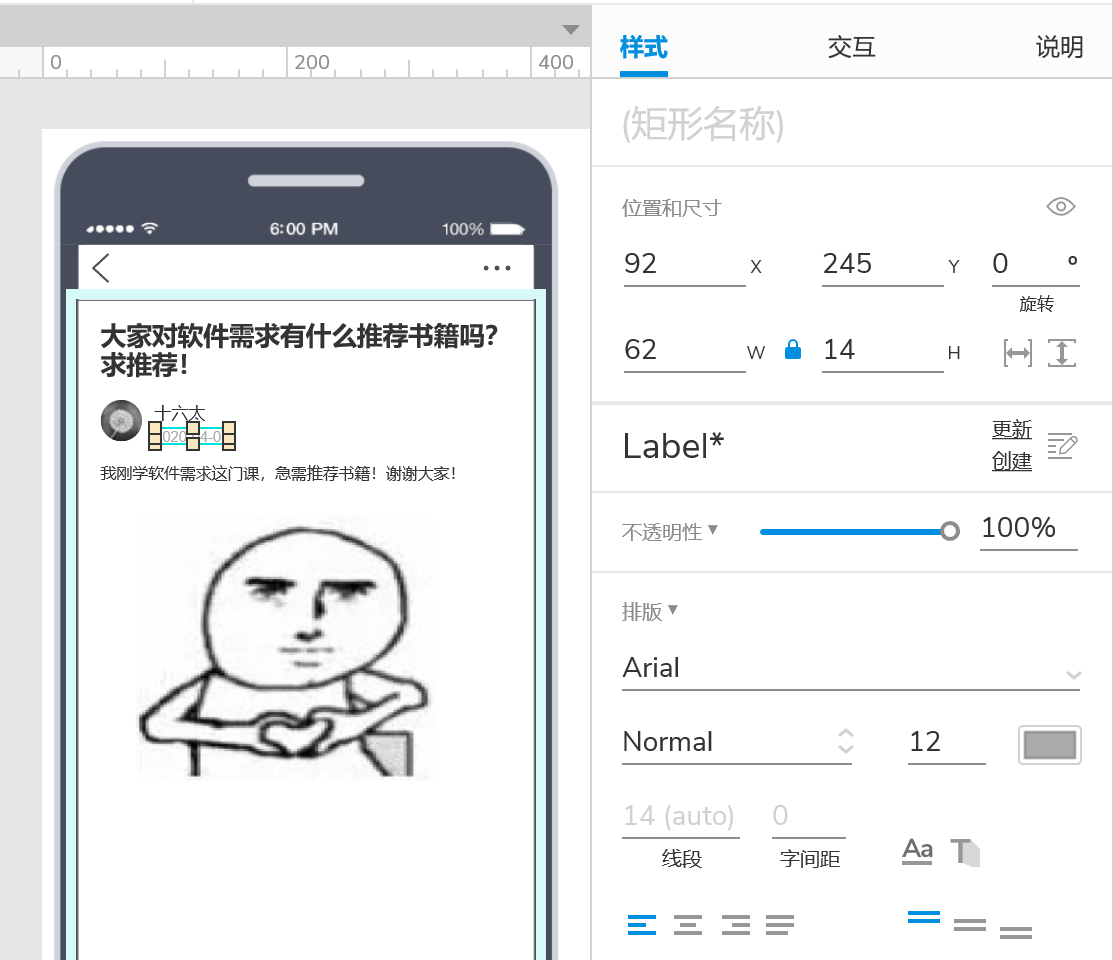 0
200
400
样式
交互
说明
(矩形名称)
6:00 PM
100%
位置和尺寸
92
X
245
Y
0
°
旋转
62
W
14
H
大家对软件需求有什么推荐书籍吗?
求推荐!
十六太
我刚学软件需求这门课，急需推荐书籍！谢谢大家！
Label*
更新
创建
不透明性
100%
排版
Arial
Normal
12
14 (auto)
0
线段
字间距
Aa
T